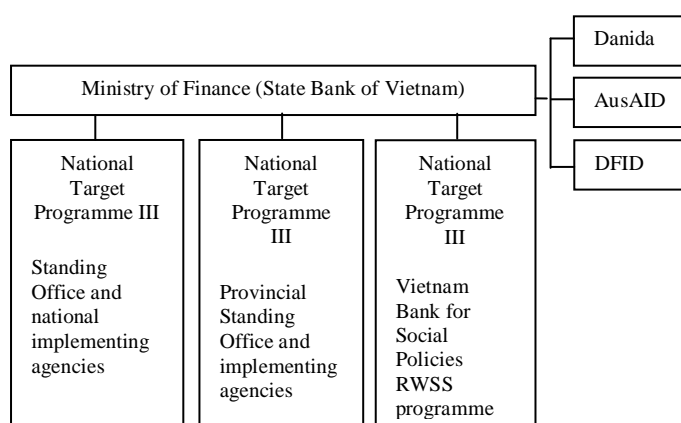 Danida
Ministry of Finance (State Bank of Vietnam)
AusAID
DFID
National
Target
Programme III
Standing
Office and
national
implementing
agencies
National
Target
Programme
III
Provincial
Standing
Office and
implementing
agencies
National
Target
Programme
III
Vietnam
Bank for
Social
Policies
RWSS
programme